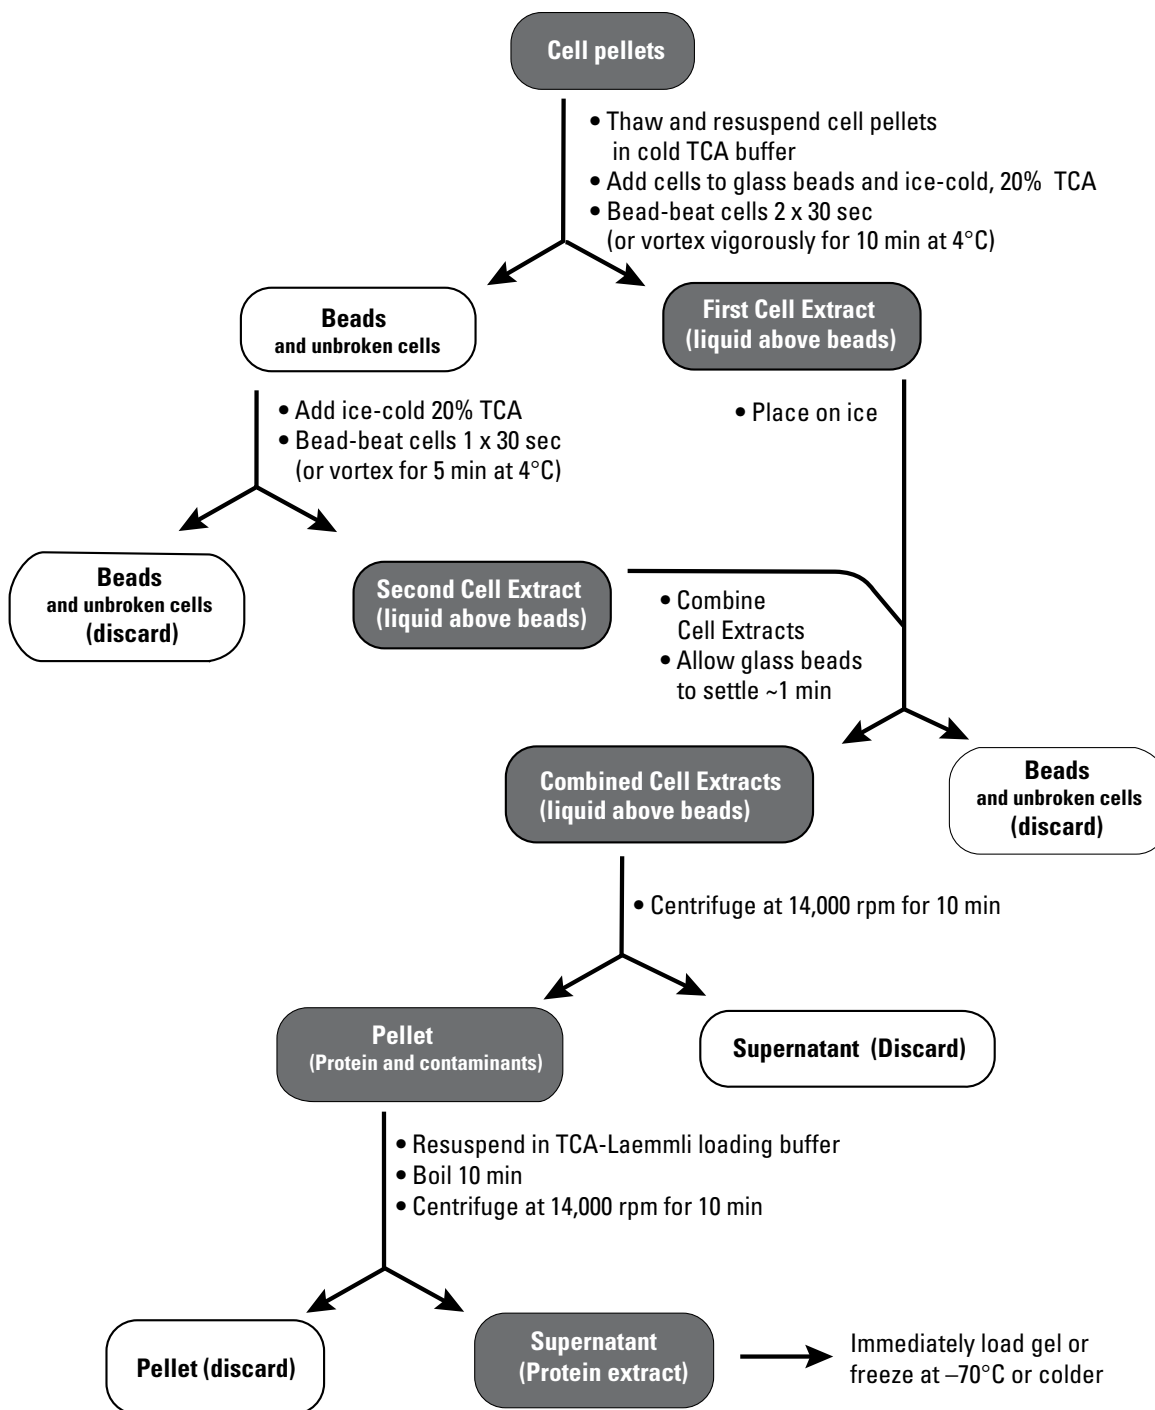 Cell pellets
• Thaw and resuspend cell pellets
in cold TCA buffer
• Add cells to glass beads and ice-cold, 20% TCA
• Bead-beat cells 2 x 30 sec
(or vortex vigorously for 10 min at 4°C)
Beads
and unbroken cells
First Cell Extract
(liquid above beads)
• Add ice-cold 20% TCA
• Bead-beat cells 1 x 30 sec
(or vortex for 5 min at 4°C)
• Place on ice
Beads
and unbroken cells
(discard)
Second Cell Extract
(liquid above beads)
• Combine
Cell Extracts
• Allow glass beads
to settle ~1 min
Combined Cell Extracts
(liquid above beads)
Beads
and unbroken cells
(discard)
• Centrifuge at 14,000 rpm for 10 min
Pellet
(Protein and contaminants)
Supernatant (Discard)
• Resuspend in TCA-Laemmli loading buffer
• Boil 10 min
• Centrifuge at 14,000 rpm for 10 min
Pellet (discard)
Supernatant
(Protein extract)
Immediately load gel or
freeze at –70°C or colder